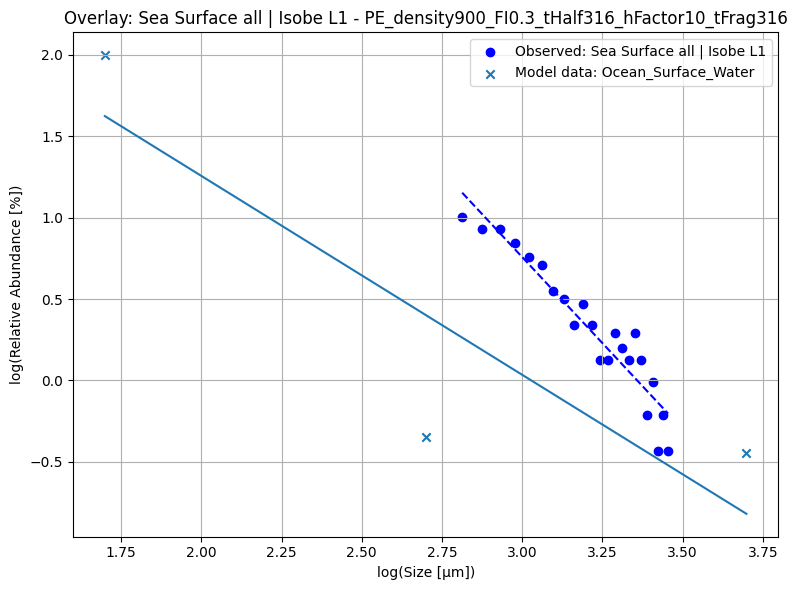 Overlay: Sea Surface all | Isobe L1 - PE_density900_FI0.3_tHalf316_hFactor10_tFrag316
Observed: Sea Surface all | Isobe L1
Model data: Ocean_Surface_Water
log(Relative Abundance [%])
2.0
1.5
1.0
0.5
0.0
−0.5
1.75 2.00 2.25 2.50 2.75 3.00 3.25 3.50 3.75
log(Size [μm])